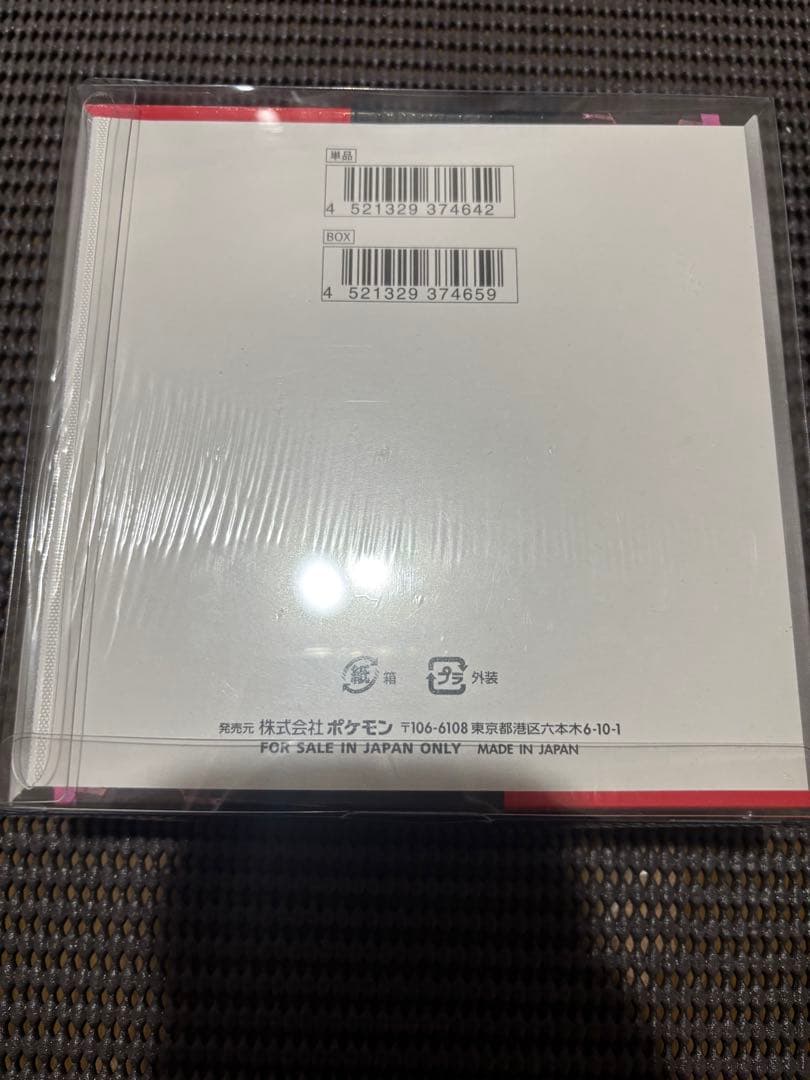 単品
4 521329 374642
BOX
4 521329 374659
紙 箱 プラ 外装
発売元 株式会社 ポケモン 〒106-6108 東京都港区六本木6-10-1
FOR SALE IN JAPAN ONLY MADE IN JAPAN